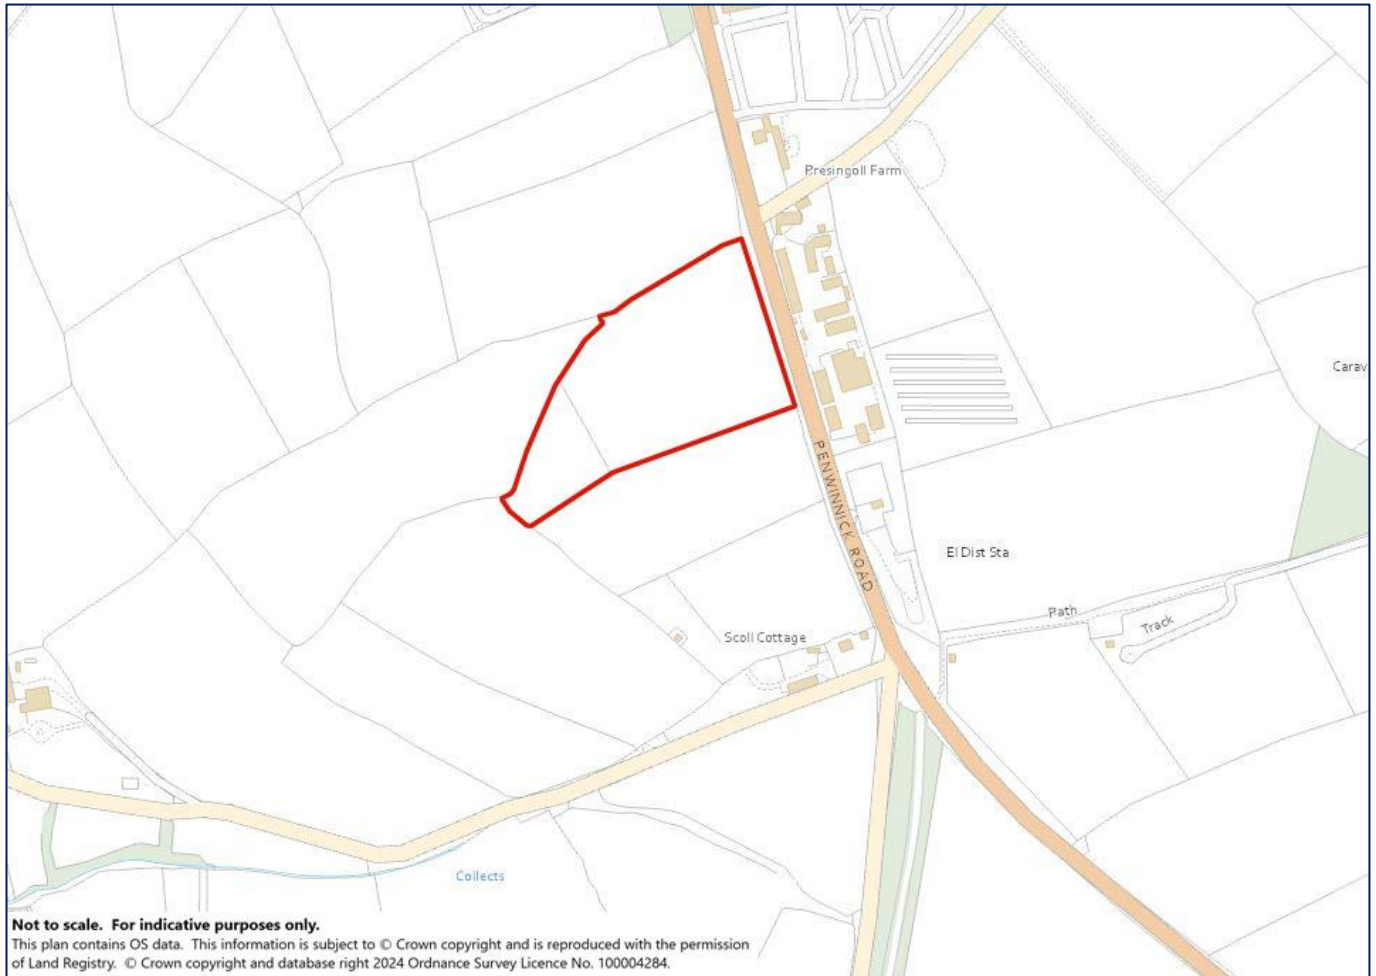 Presingoll Farm
Carav
PENWINNICK ROAD
El Dist Sta
Path
Track
Scoll Cottage
Collects
Not to scale. For indicative purposes only.
This plan contains OS data. This information is subject to © Crown copyright and is reproduced with the permission
of Land Registry. © Crown copyright and database right 2024 Ordnance Survey Licence No. 100004284.